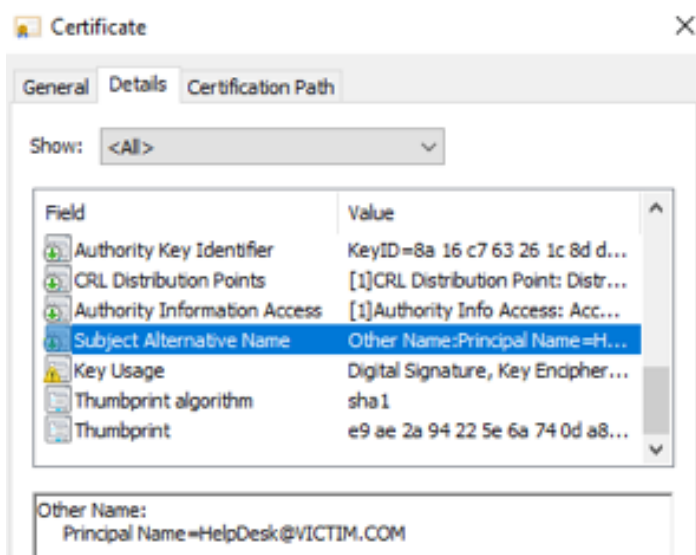 Certificate
General Details Certification Path
Show: <All>
Field Value
Authority Key Identifier KeyID=8a 16 c7 63 26 1c 8d d...
CRL Distribution Points [1]CRL Distribution Point: Distr...
Authority Information Access [1]Authority Info Access: Acc...
Subject Alternative Name Other Name:Principal Name=H...
Key Usage Digital Signature, Key Encipher...
Thumbprint algorithm sha1
Thumbprint e9 ae 2a 94 22 5e 6a 74 0d a8...
Other Name:
Principal Name=HelpDesk@VICTIM.COM